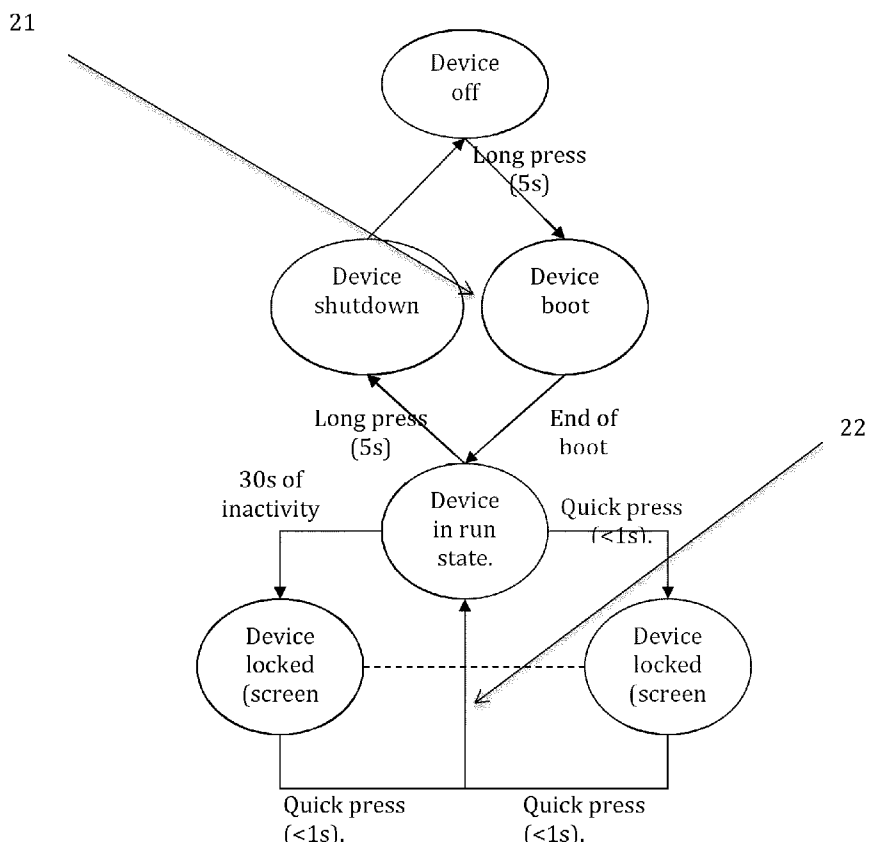 21
Device
off
Long press
(5s)
Device
shutdown
Device
boot
Long press
(5s)
End of
boot
22
30s of
inactivity
Device
in run
state.
Quick press
(<1s).
Device
locked
(screen
Device
locked
(screen
Quick press
(<1s).
Quick press
(<1s).